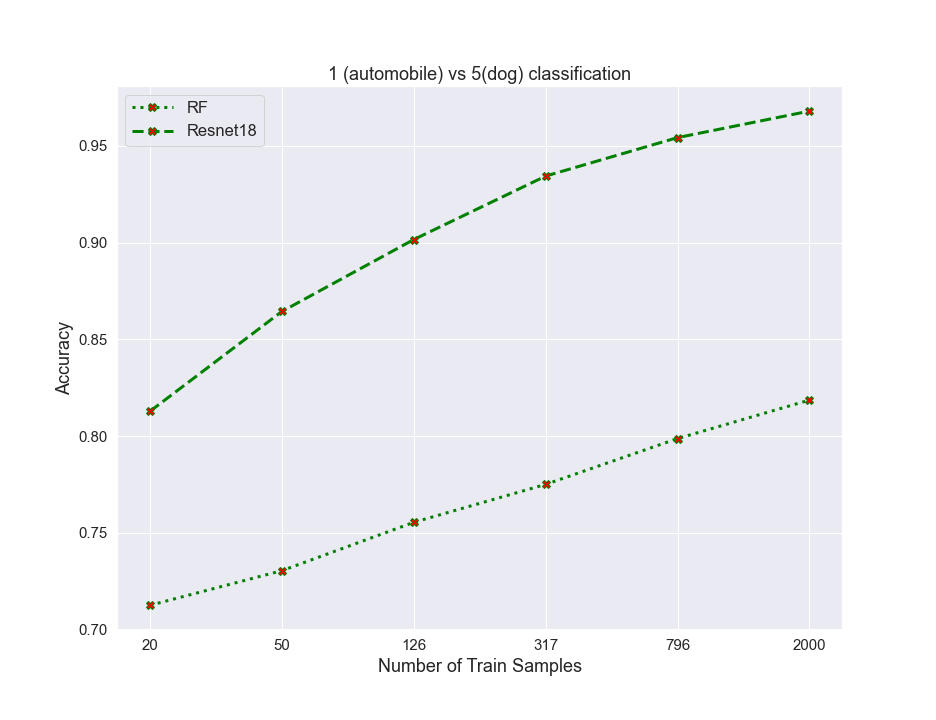 1 (automobile) vs 5(dog) classification
RF
Resnet18
0.95
0.90
0.85
0.80
0.75
0.70
Accuracy
20 50 126 317 796 2000
Number of Train Samples